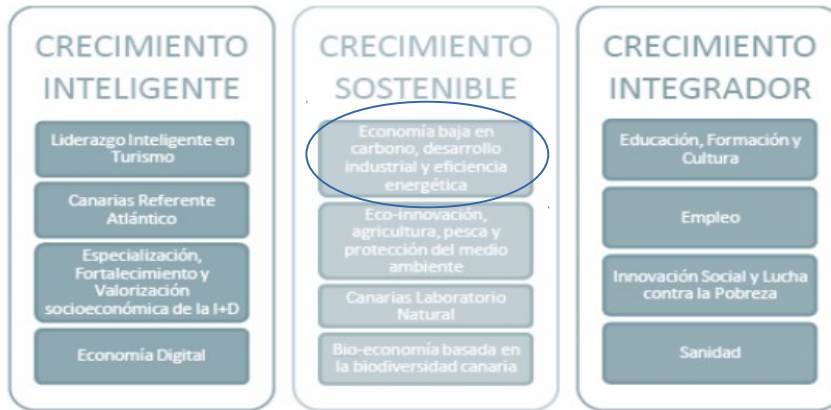 CRECIMIENTO
INTELIGENTE
Liderazgo Inteligente en
Turismo
Canarias Referente
Atlántico
Especialización,
Fortalecimiento y
Valorización
socioeconómica de la I+D
Economía Digital
CRECIMIENTO
SOSTENIBLE
Economía baja en
carbono, desarrollo
industrial y eficiencia
energética
Eco-innovación,
agricultura, pesca y
protección del medio
ambiente
Canarias Laboratorio
Natural
Bio-economía basada en
la biodiversidad canaria
CRECIMIENTO
INTEGRADOR
Educación, Formación y
Cultura
Empleo
Innovación Social y Lucha
contra la Pobreza
Sanidad